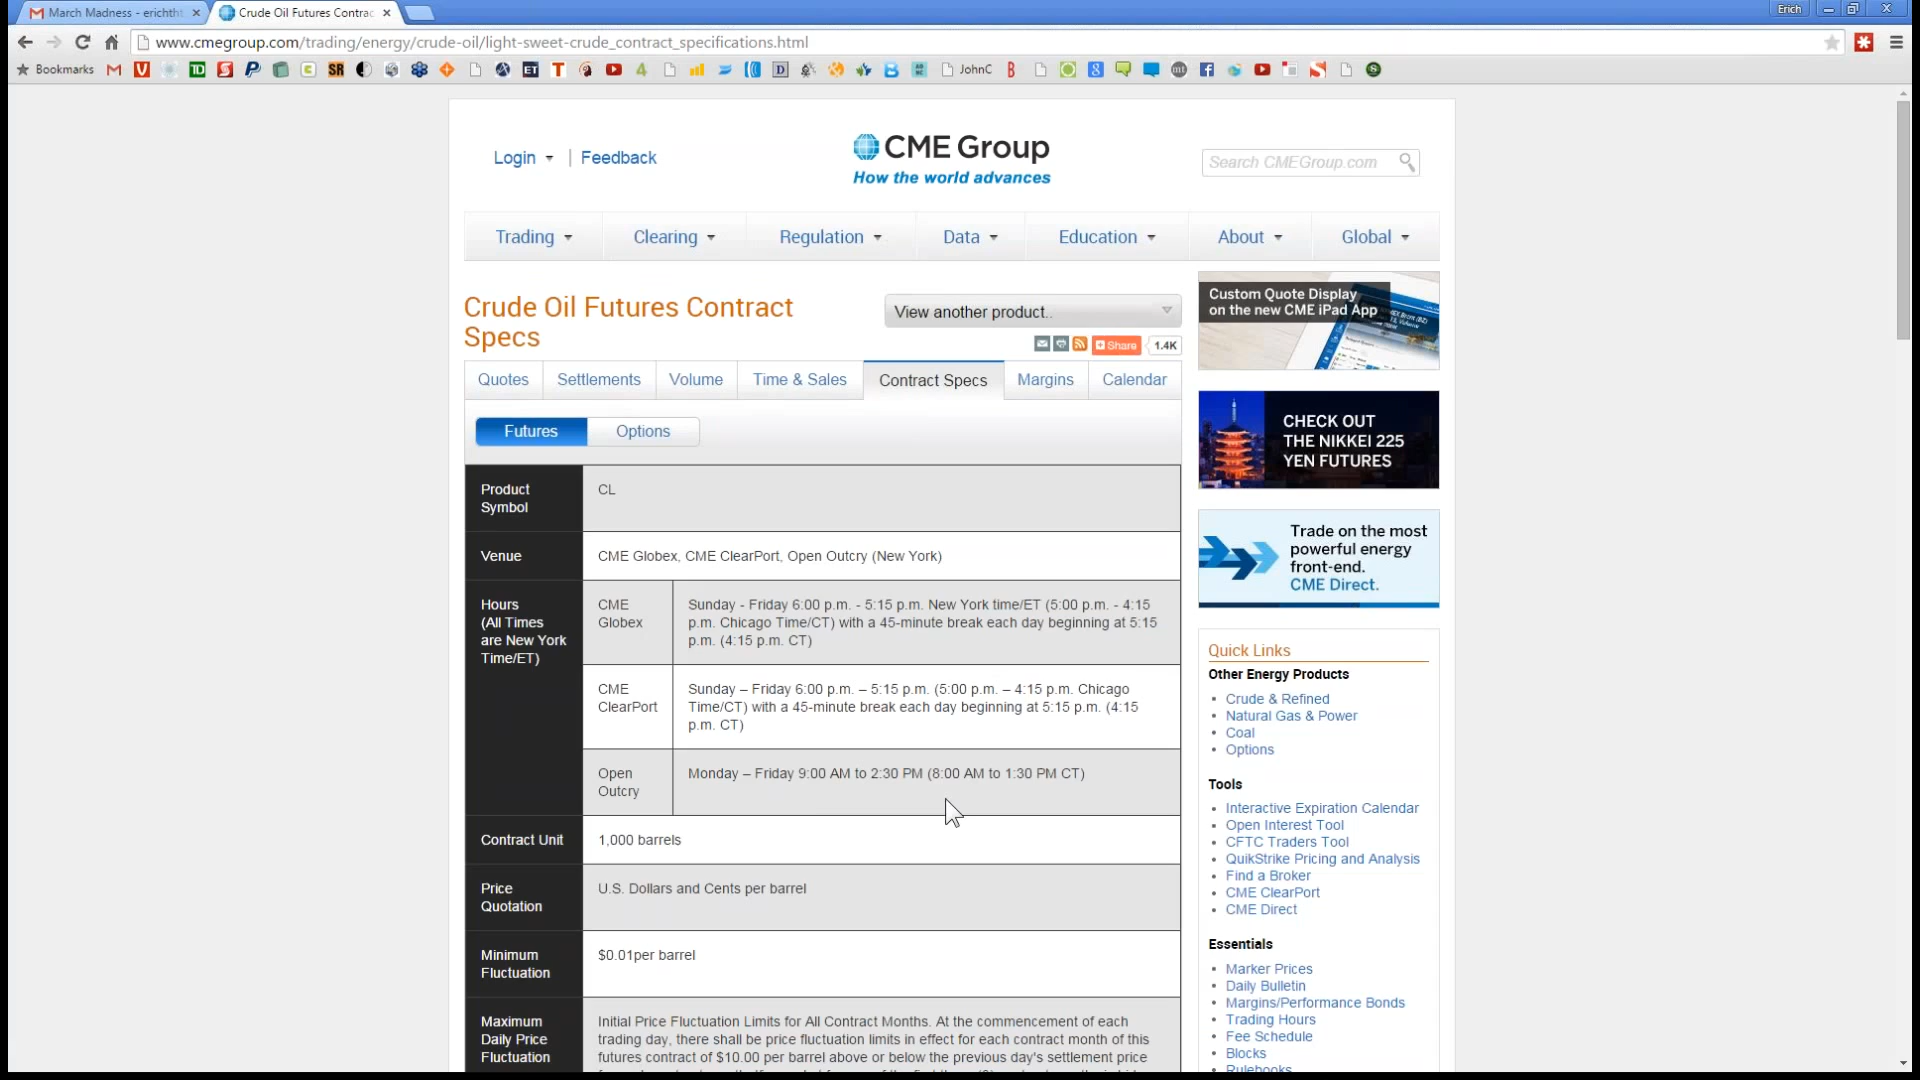 March Madness - erichth
Crude Oil Futures Contrac
Erich
www.cmegroup.com/trading/energy/crude-oil/light-sweet-crude_contract_specifications.html
Bookmarks
JohnC
Login | Feedback
CME Group
How the world advances
Search CMEGroup.com
Trading
Clearing
Regulation
Data
Education
About
Global
Crude Oil Futures Contract
Specs
View another product..
Share
1.4K
Quotes
Settlements
Volume
Time & Sales
Contract Specs
Margins
Calendar
Futures
Options
Product
Symbol
CL
Venue
CME Globex, CME ClearPort, Open Outcry (New York)
Hours
(All Times
are New York
Time/ET)
CME
Globex
Sunday - Friday 6:00 p.m. - 5:15 p.m. New York time/ET (5:00 p.m. - 4:15
p.m. Chicago Time/CT) with a 45-minute break each day beginning at 5:15
p.m. (4:15 p.m. CT)
CME
ClearPort
Sunday – Friday 6:00 p.m. – 5:15 p.m. (5:00 p.m. – 4:15 p.m. Chicago
Time/CT) with a 45-minute break each day beginning at 5:15 p.m. (4:15
p.m. CT)
Open
Outcry
Monday – Friday 9:00 AM to 2:30 PM (8:00 AM to 1:30 PM CT)
Contract Unit
1,000 barrels
Price
Quotation
U.S. Dollars and Cents per barrel
Minimum
Fluctuation
$0.01per barrel
Maximum
Daily Price
Fluctuation
Initial Price Fluctuation Limits for All Contract Months. At the commencement of each
trading day, there shall be price fluctuation limits in effect for each contract month of this
futures contract of $10.00 per barrel above or below the previous day's settlement price
Custom Quote Display
on the new CME iPad App
CHECK OUT
THE NIKKEI 225
YEN FUTURES
Trade on the most
powerful energy
front-end.
CME Direct.
Quick Links
Other Energy Products
Crude & Refined
Natural Gas & Power
Coal
Options
Tools
Interactive Expiration Calendar
Open Interest Tool
CFTC Traders Tool
QuikStrike Pricing and Analysis
Find a Broker
CME ClearPort
CME Direct
Essentials
Marker Prices
Daily Bulletin
Margins/Performance Bonds
Trading Hours
Fee Schedule
Blocks
Rulebooks